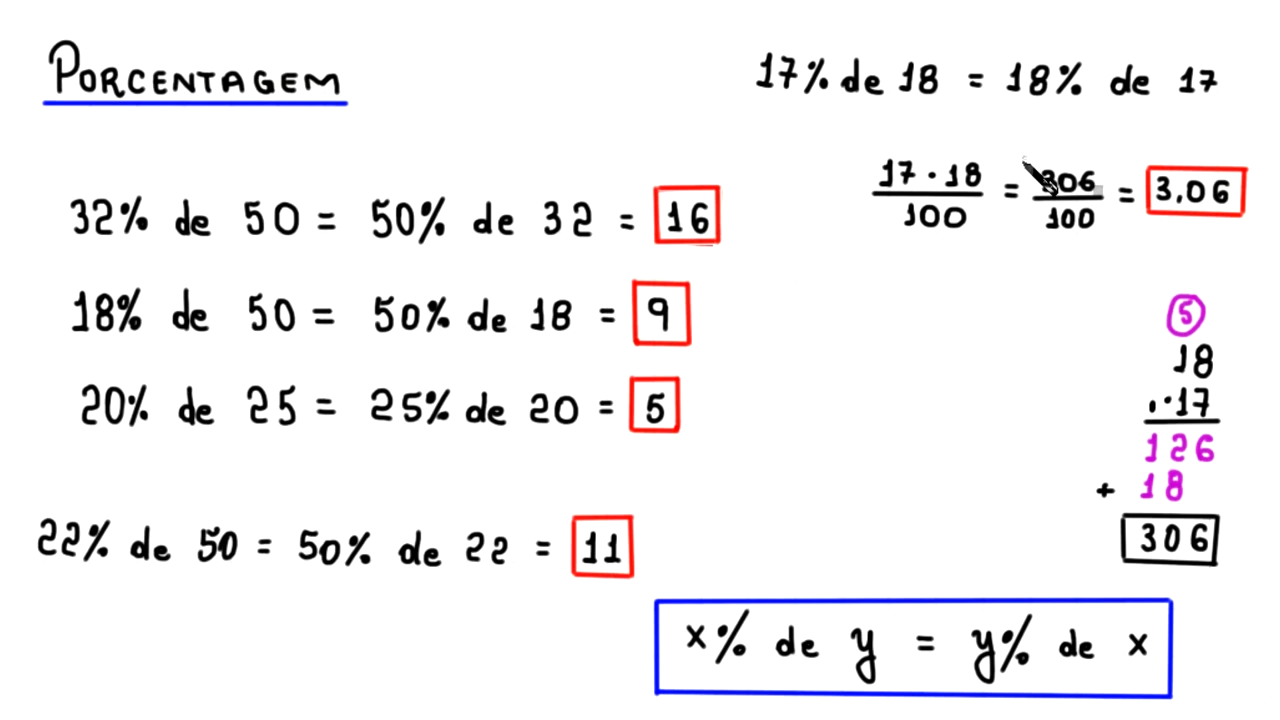 PORCENTAGEM
32% de 50 = 50% de 32 = 16
18% de 50 = 50% de 18 = 9
20% de 25 = 25% de 20 = 5
22% de 50 = 50% de 22 = 11
17% de 18 = 18% de 17
17 · 18 / 100 = 306 / 100 = 3,06
5
18
· 17
126
+ 18
306
x% de y = y% de x